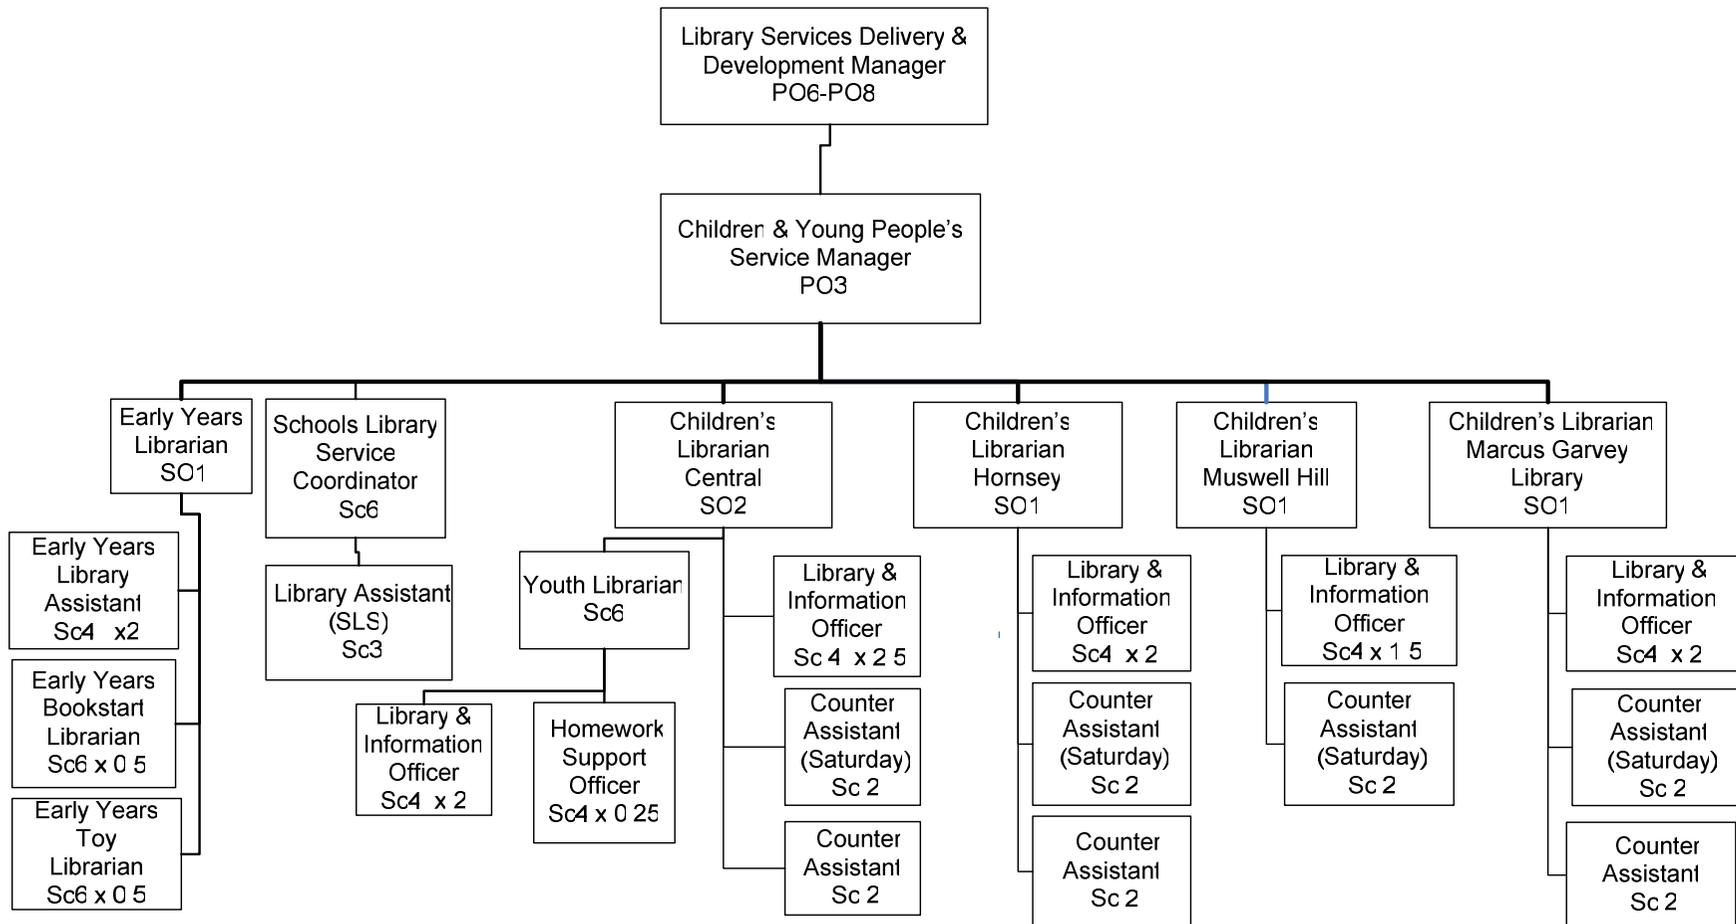 Library Services Delivery &
Development Manager
PO6-PO8
Children & Young People's
Service Manager
PO3
Early Years
Librarian
SO1
Schools Library
Service
Coordinator
Sc6
Children's
Librarian
Central
SO2
Children's
Librarian
Hornsey
SO1
Children's
Librarian
Muswell Hill
SO1
Children's Librarian
Marcus Garvey
Library
SO1
Early Years
Library
Assistant
Sc4 x2
Early Years
Bookstart
Librarian
Sc6 x 0 5
Early Years
Toy
Librarian
Sc6 x 0 5
Library Assistant
(SLS)
Sc3
Youth Librarian
Sc6
Library &
Information
Officer
Sc4 x 2
Homework
Support
Officer
Sc4 x 0 25
Library &
Information
Officer
Sc 4 x 2 5
Counter
Assistant
(Saturday)
Sc 2
Counter
Assistant
Sc 2
Library &
Information
Officer
Sc4 x 2
Counter
Assistant
(Saturday)
Sc 2
Counter
Assistant
Sc 2
Library &
Information
Officer
Sc4 x 1 5
Counter
Assistant
(Saturday)
Sc 2
Library &
Information
Officer
Sc4 x 2
Counter
Assistant
(Saturday)
Sc 2
Counter
Assistant
Sc 2